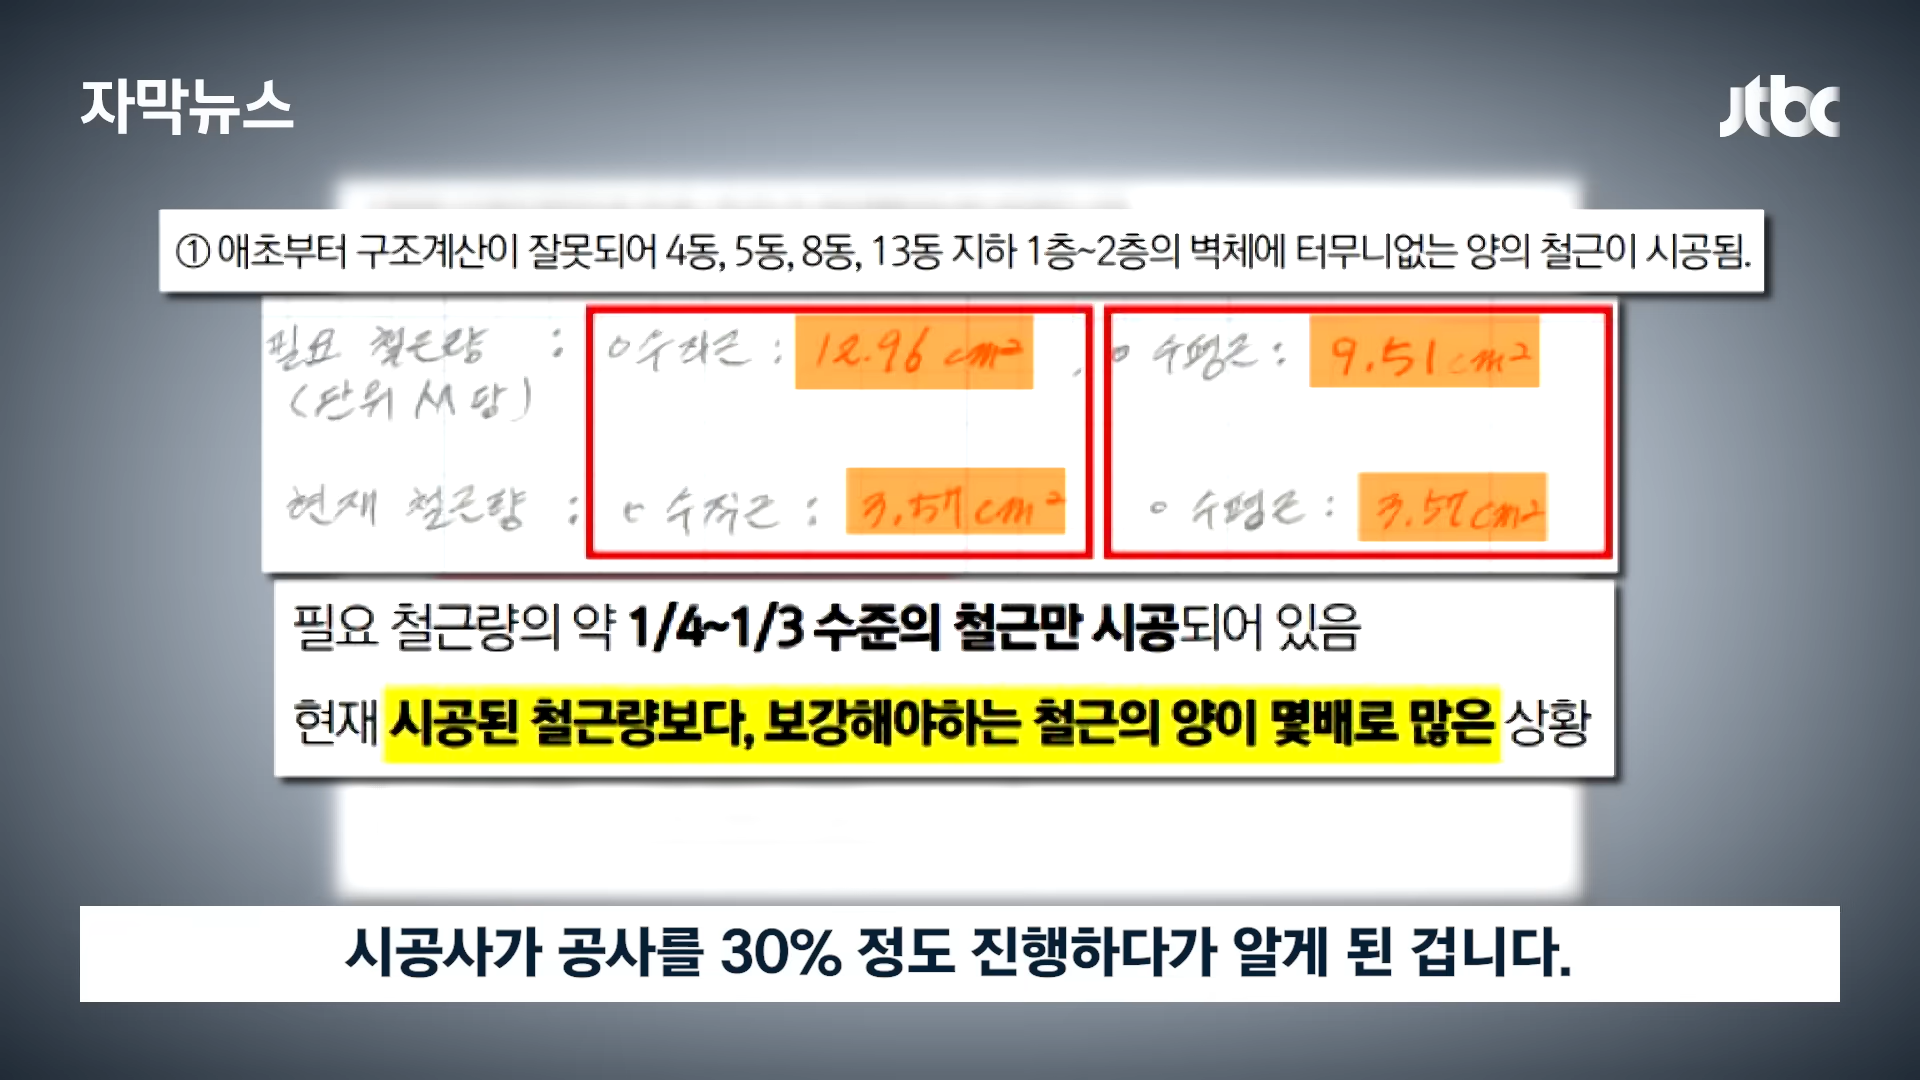 자막뉴스
jtbc
① 애초부터 구조계산이 잘못되어 4동, 5동, 8동, 13동 지하 1층~2층의 벽체에 터무니없는 양의 철근이 시공됨.
필요 철근량 : o 수직근 : 12.96 cm², o 수평근 : 9.51 cm²
(단위 M당)
현재 철근량 : o 수직근 : 3.57 cm² o 수평근 : 3.57 cm²
필요 철근량의 약 1/4~1/3 수준의 철근만 시공되어 있음
현재 시공된 철근량보다, 보강해야하는 철근의 양이 몇배로 많은 상황
시공사가 공사를 30% 정도 진행하다가 알게 된 겁니다.